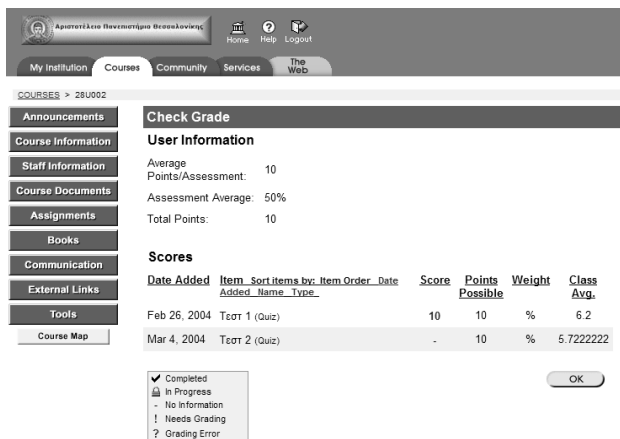 Αριστοτέλειο Πανεπιστήμιο Θεσσαλονίκης
Home Help Logout
My Institution Courses Community Services The Web
COURSES > 28U002
Announcements
Course Information
Staff Information
Course Documents
Assignments
Books
Communication
External Links
Tools
Course Map
Check Grade
User Information
Average
Points/Assessment: 10
Assessment Average: 50%
Total Points: 10
Scores
Date Added Item Sort items by: Item Order Date Score Points Weight Class
Added Name Type Possible Avg.
Feb 26, 2004 Τεστ 1 (Quiz) 10 10 % 6.2
Mar 4, 2004 Τεστ 2 (Quiz) - 10 % 5.7222222
✔ Completed
In Progress
- No Information
! Needs Grading
? Grading Error
OK